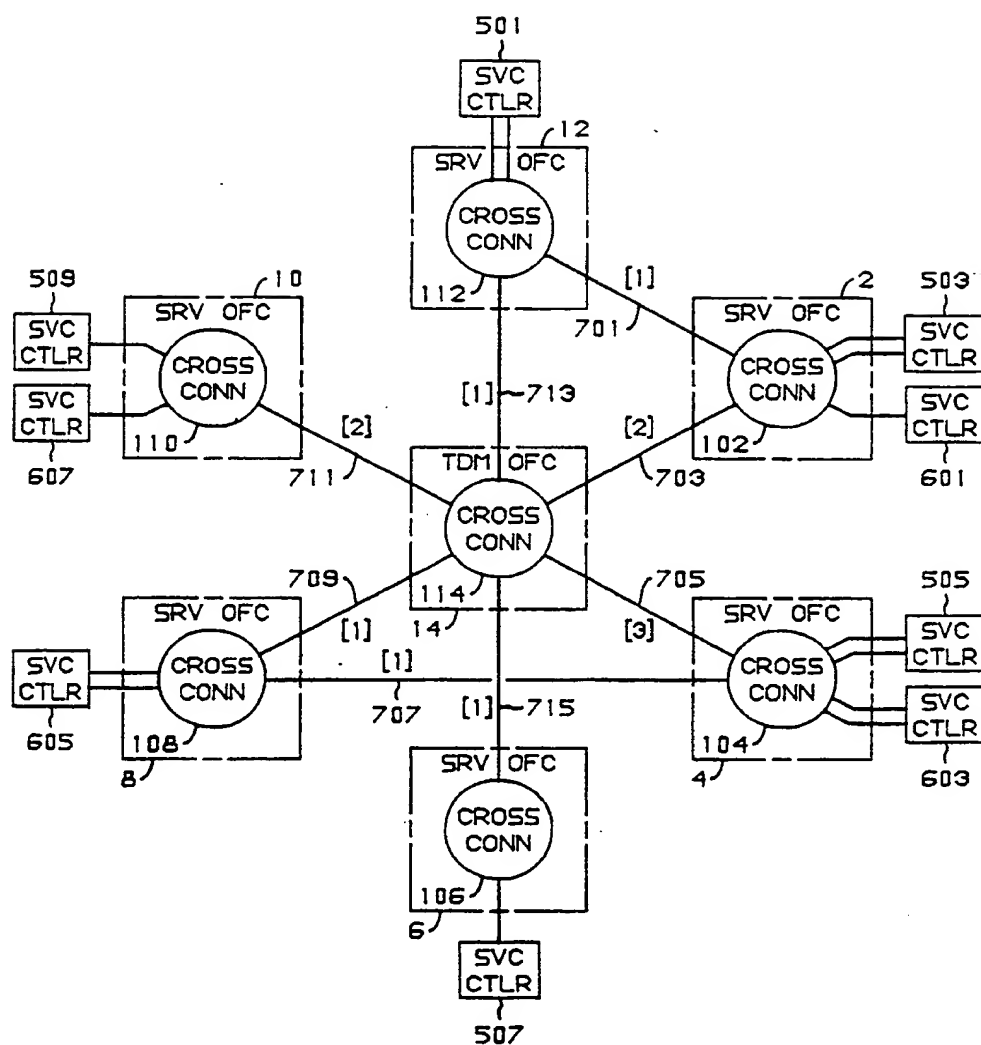 501
SVC
CTLR
12
SRV OFC
CROSS
CONN
112
[1]
701
509
SVC
CTLR
10
SRV OFC
CROSS
CONN
110
SVC
CTLR
607
2
SRV OFC
CROSS
CONN
102
503
SVC
CTLR
SVC
CTLR
601
[1]
713
[2]
711
[2]
703
TDM OFC
CROSS
CONN
114
14
709
[1]
705
[3]
SRV OFC
CROSS
CONN
108
8
SVC
CTLR
605
[1]
707
[1]
715
SRV OFC
CROSS
CONN
104
4
505
SVC
CTLR
SVC
CTLR
603
SRV OFC
CROSS
CONN
106
6
SVC
CTLR
507